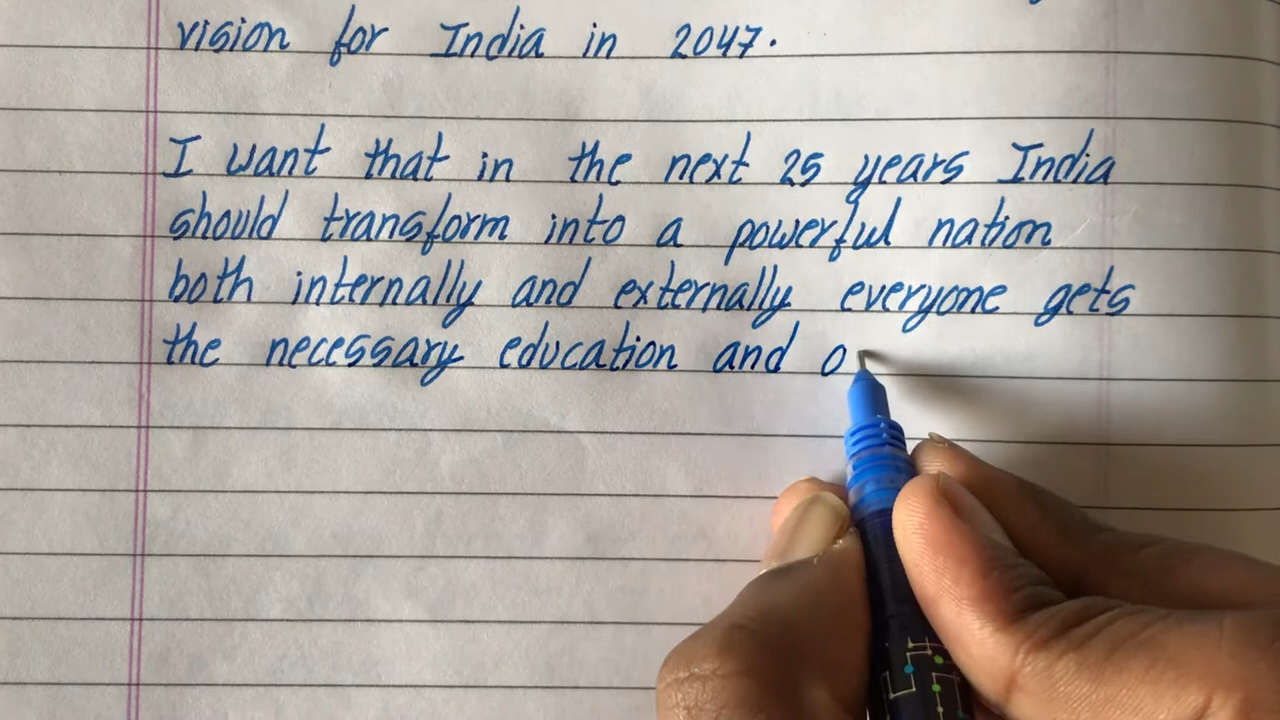 vision for India in 2047.
I want that in the next 25 years India
should transform into a powerful nation
both internally and externally everyone gets
the necessary education and o